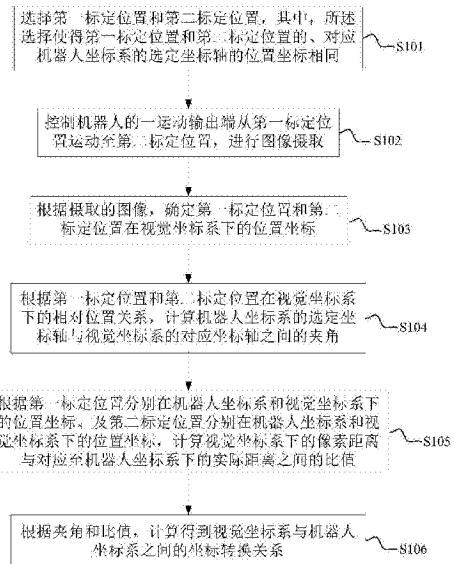 选择第一标定位置和第二标定位置，其中，所述
选择使得第一标定位置和第二标定位置的、对应
机器人坐标系的选定坐标轴的位置坐标相同
S101
控制机器人的一运动输出端从第一标定位
置运动至第二标定位置，进行图像摄取
S102
根据摄取的图像，确定第一标定位置和第二
标定位置在视觉坐标系下的位置坐标
S103
根据第一标定位置和第二标定位置在视觉坐标系
下的相对位置关系，计算机器人坐标系的选定坐
标轴与视觉坐标系的对应坐标轴之间的夹角
S104
根据第一标定位置分别在机器人坐标系和视觉坐标系下
的位置坐标、及第二标定位置分别在机器人坐标系和视
觉坐标系下的位置坐标，计算视觉坐标系下的像素距离
与对应至机器人坐标系下的实际距离之间的比值
S105
根据夹角和比值，计算得到视觉坐标系与机器人
坐标系之间的坐标转换关系
S106